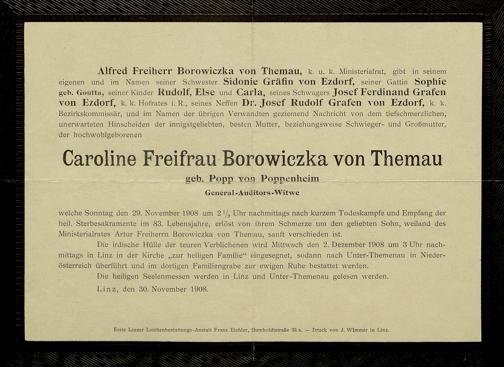 Alfred Freiherr Borowiczka von Themau, k. u. k. Ministerialrat, gibt in seinem
eigenen und im Namen seiner Schwester Sidonie Gräfin von Ezdorf, seiner Gattin Sophie
geb. Goutta, seiner Kinder Rudolf, Else und Carla, seines Schwagers Josef Ferdinand Grafen
von Ezdorf, k. k. Hofrates i. R., seines Neffen Dr. Josef Rudolf Grafen von Ezdorf, k. k.
Bezirkskommissär, und im Namen der übrigen Verwandten geziemend Nachricht von dem tiefschmerzlichen,
unerwarteten Hinscheiden der innigstgeliebten, besten Mutter, beziehungsweise Schwieger- und Großmutter,
der hochwohlgeborenen
Caroline Freifrau Borowiczka von Themau
geb. Popp von Poppenheim
General-Auditors-Witwe
welche Sonntag den 29. November 1908 um 2 1/2 Uhr nachmittags nach kurzem Todeskampfe und Empfang der
heil. Sterbesakramente im 83. Lebensjahre, erlöst von ihrem Schmerze um den geliebten Sohn, weiland des
Ministerialrates Artur Freiherrn Borowiczka von Themau, sanft verschieden ist.
Die irdische Hülle der teuren Verblichenen wird Mittwoch den 2. Dezember 1908 um 3 Uhr nach-
mittags in Linz in der Kirche „zur heiligen Familie" eingesegnet, sodann nach Unter-Themenau in Nieder-
österreich überführt und im dortigen Familiengrabe zur ewigen Ruhe bestattet werden.
Die heiligen Seelenmessen werden in Linz und Unter-Themenau gelesen werden.
Linz, den 30. November 1908.
Erste Linzer Leichenbestattungs-Anstalt Franz Eichler, Humboldtstraße — Druck von J. Wimmer in Linz.